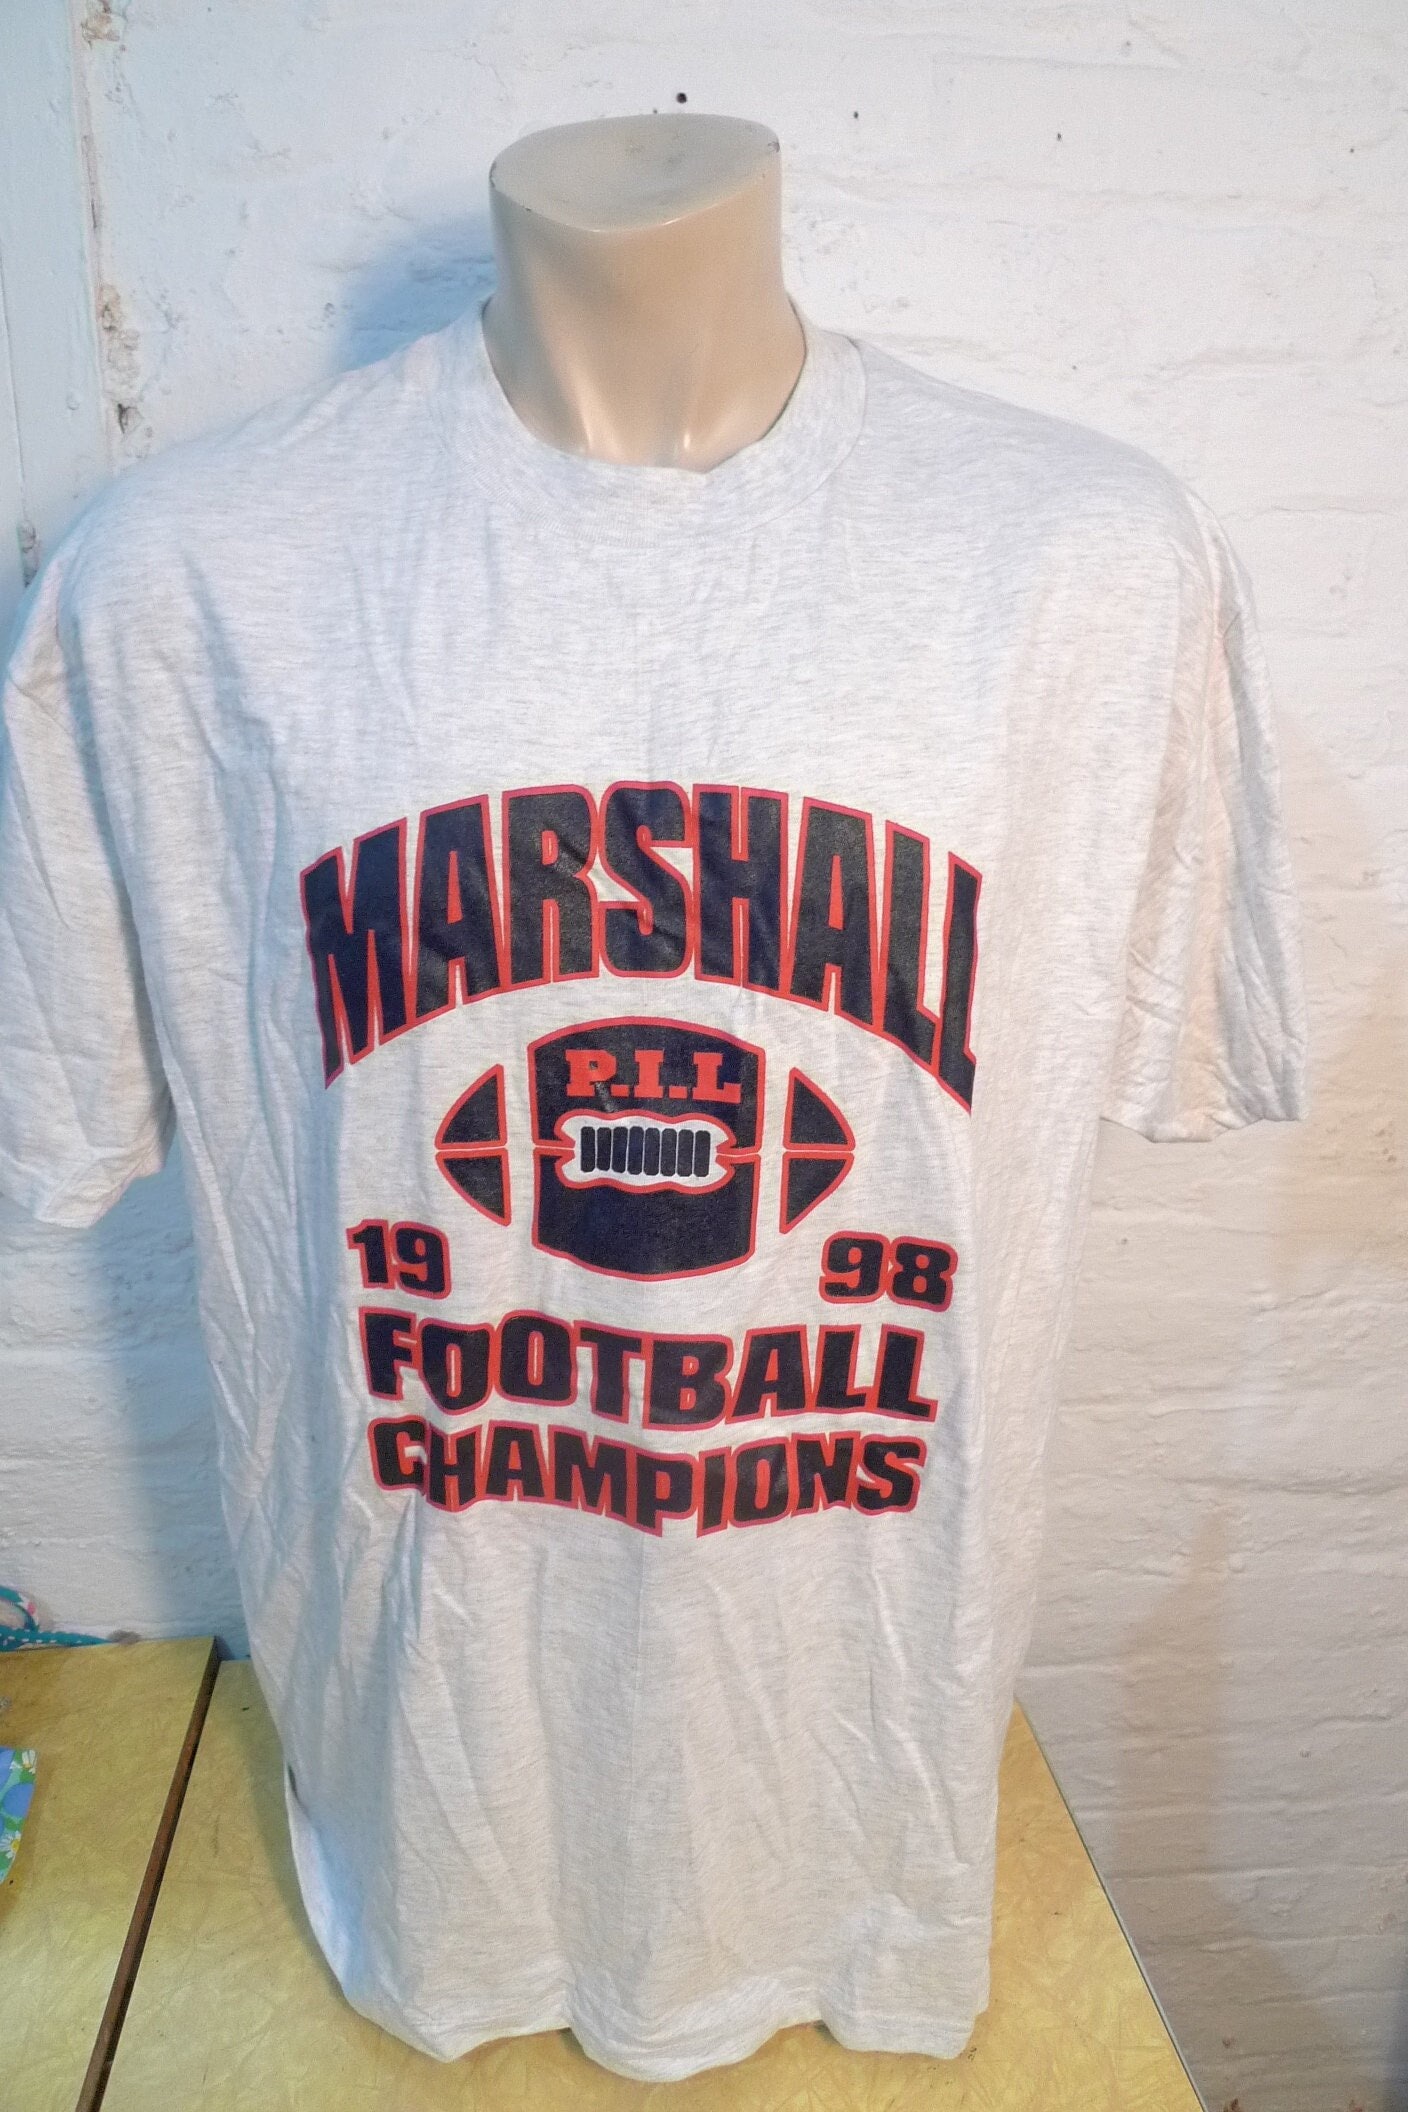 MARSHALL
P.I.L
19 98
FOOTBALL
CHAMPIONS